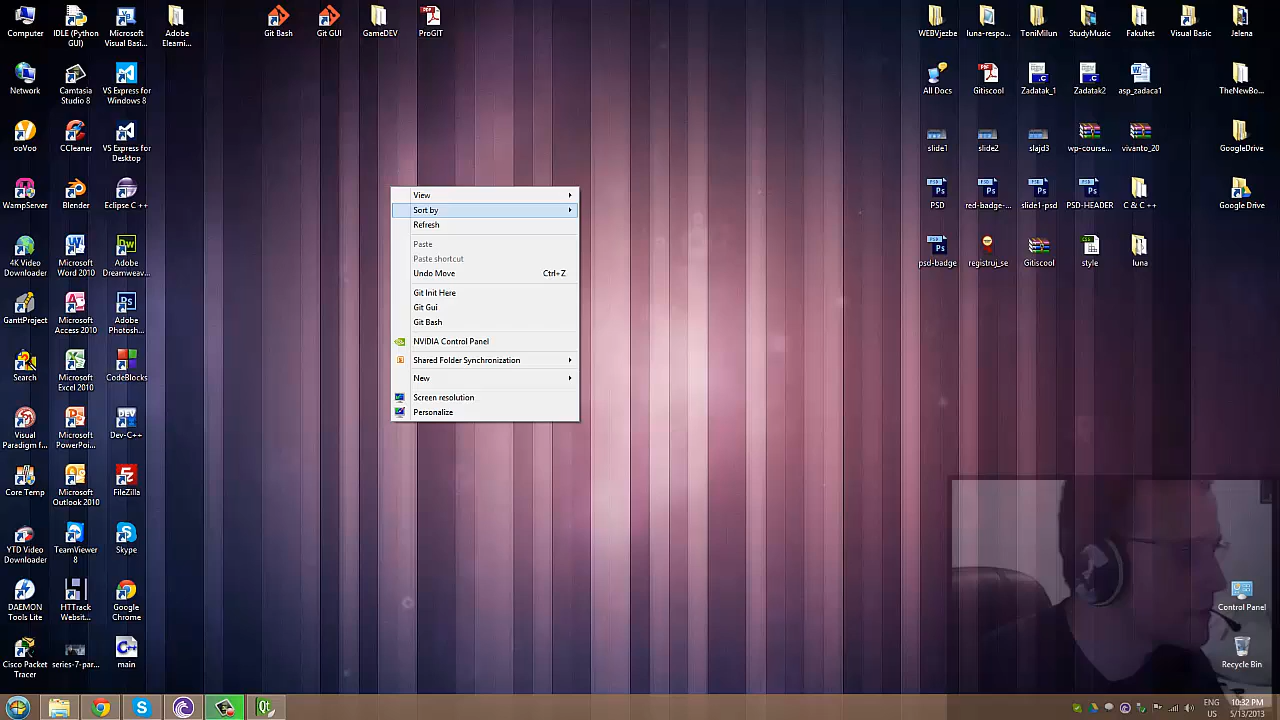 Computer
IDLE (Python
GUI)
Microsoft
Visual Basi...
Adobe
Elearni...
Git Bash
Git GUI
GameDEV
ProGIT
WEBVjezbe
luna-respo...
ToniMilun
StudyMusic
Fakultet
Visual Basic
Jelena
Network
Camtasia
Studio 8
VS Express for
Windows 8
All Docs
Gitiscool
Zadatak_1
Zadatak2
asp_zadaca1
TheNewBo...
ooVoo
CCleaner
VS Express for
Desktop
slide1
slide2
slajd3
wp-course...
vivanto_20
GoogleDrive
WampServer
Blender
Eclipse C ++
PSD
red-badge-...
slide1-psd
PSD-HEADER
C & C ++
Google Drive
4K Video
Downloader
Microsoft
Word 2010
Adobe
Dreamweav...
psd-badge
registruj_se
Gitiscool
style
luna
GanttProject
Microsoft
Access 2010
Adobe
Photosh...
Search
Microsoft
Excel 2010
CodeBlocks
Visual
Paradigm f...
Microsoft
PowerPoi...
Dev-C++
Core Temp
Microsoft
Outlook 2010
FileZilla
YTD Video
Downloader
TeamViewer
8
Skype
DAEMON
Tools Lite
HTTrack
Websit...
Google
Chrome
Cisco Packet
Tracer
series-7-par...
main
View
Sort by
Refresh
Paste
Paste shortcut
Undo Move Ctrl+Z
Git Init Here
Git Gui
Git Bash
NVIDIA Control Panel
Shared Folder Synchronization
New
Screen resolution
Personalize
Control Panel
Recycle Bin
ENG
US
10:32 PM
5/13/2013